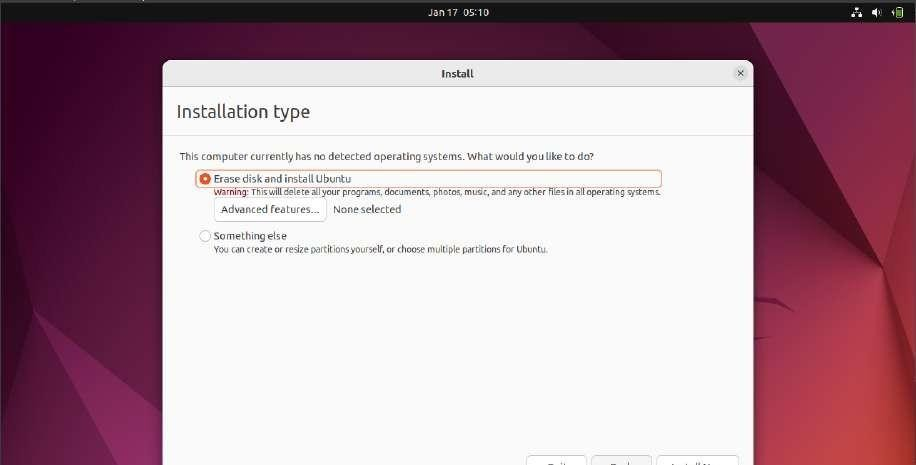 Jan 17 05:10
Install
Installation type
This computer currently has no detected operating systems. What would you like to do?
Erase disk and install Ubuntu
Warning: This will delete all your programs, documents, photos, music, and any other files in all operating systems.
Advanced features... None selected
Something else
You can create or resize partitions yourself, or choose multiple partitions for Ubuntu.